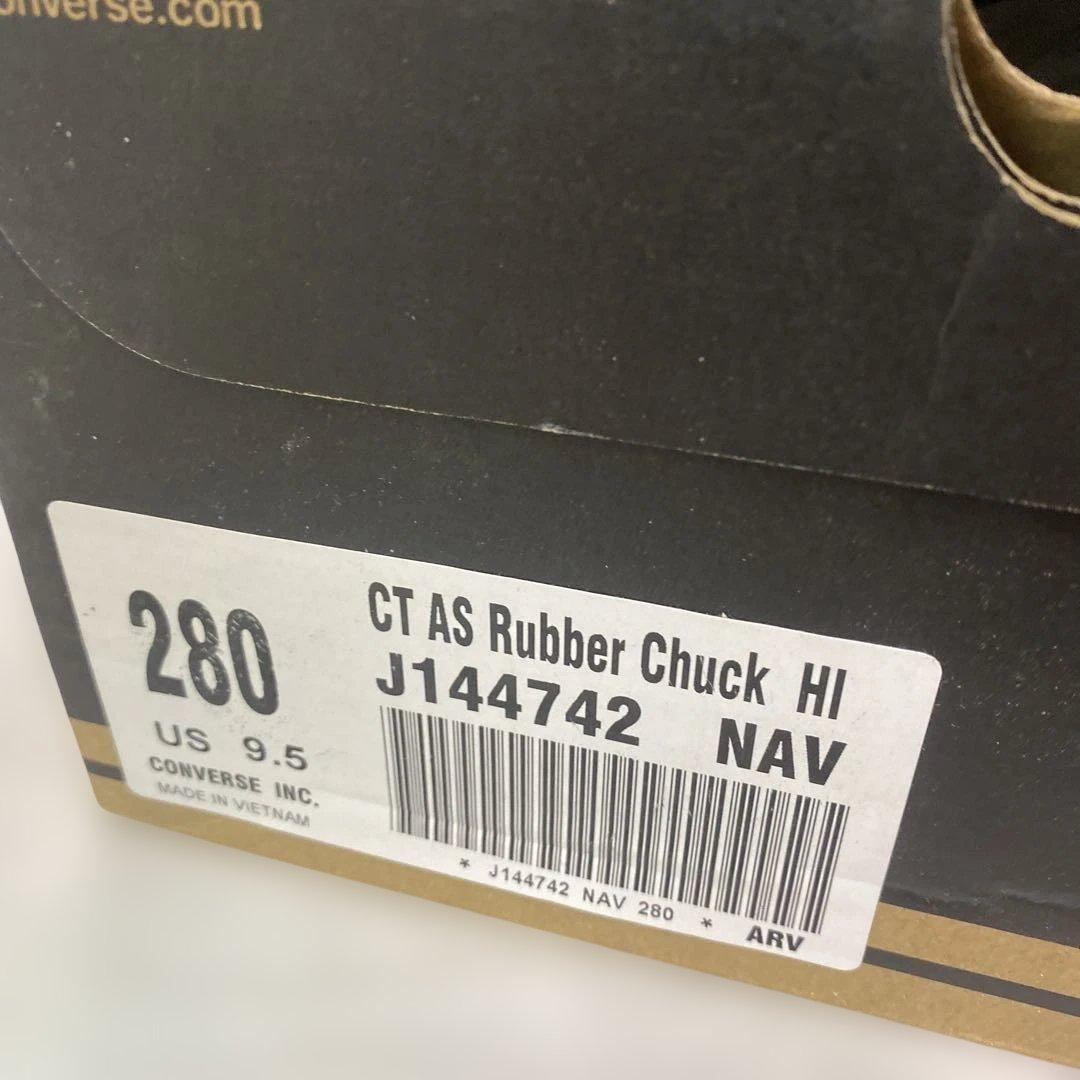 onverse.com
280
US 9.5
CONVERSE INC.
MADE IN VIETNAM
CT AS Rubber Chuck HI
J144742 NAV
* J144742 NAV 280 *
ARV